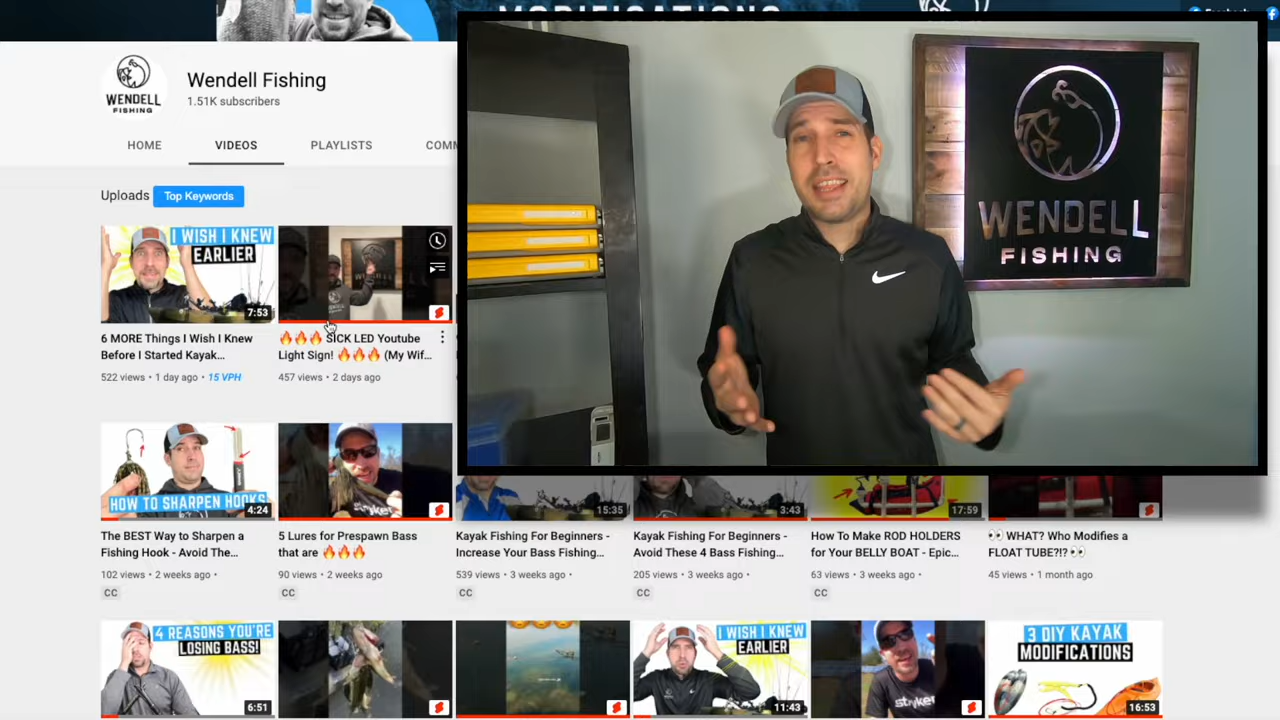 MODIFICATIONS
Facebook
WENDELL
FISHING
Wendell Fishing
1.51K subscribers
HOME
VIDEOS
PLAYLISTS
COMM
Uploads
Top Keywords
WENDELL
FISHING
I WISH I KNEW
EARLIER
7:53
6 MORE Things I Wish I Knew
Before I Started Kayak...
522 views • 1 day ago • 15 VPH
🔥🔥🔥 SICK LED Youtube
Light Sign! 🔥🔥🔥 (My Wif...
457 views • 2 days ago
HOW TO SHARPEN HOOKS
4:24
The BEST Way to Sharpen a
Fishing Hook - Avoid The...
102 views • 2 weeks ago •
CC
stryker
5 Lures for Prespawn Bass
that are 🔥🔥🔥
90 views • 2 weeks ago •
CC
15:35
Kayak Fishing For Beginners -
Increase Your Bass Fishing...
539 views • 3 weeks ago •
CC
3:43
Kayak Fishing For Beginners -
Avoid These 4 Bass Fishing...
205 views • 3 weeks ago •
CC
17:59
How To Make ROD HOLDERS
for Your BELLY BOAT - Epic...
63 views • 3 weeks ago •
CC
👀 WHAT? Who Modifies a
FLOAT TUBE?!? 👀
45 views • 1 month ago
4 REASONS YOU'RE
LOSING BASS!
6:51
I WISH I KNEW
EARLIER
11:43
stryker
3 DIY KAYAK
MODIFICATIONS
16:53